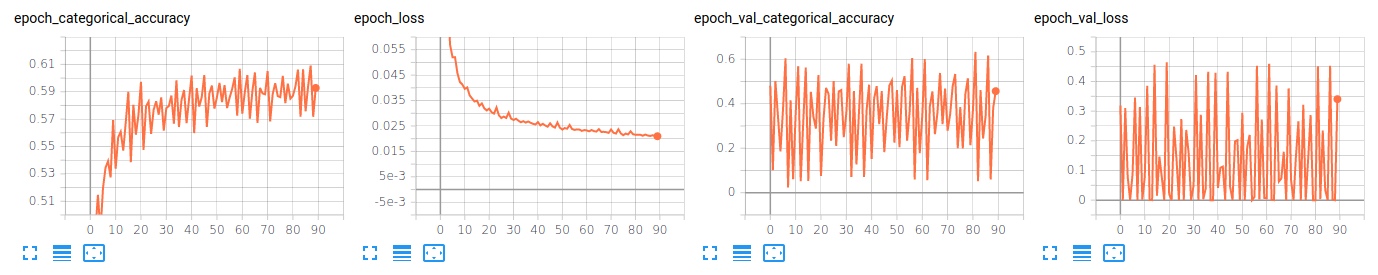 epoch_categorical_accuracy
0.61
0.59
0.57
0.55
0.53
0.51
0 10 20 30 40 50 60 70 80 90
epoch_loss
0.055
0.045
0.035
0.025
0.015
5e-3
-5e-3
0 10 20 30 40 50 60 70 80 90
epoch_val_categorical_accuracy
0.6
0.4
0.2
0
0 10 20 30 40 50 60 70 80 90
epoch_val_loss
0.5
0.4
0.3
0.2
0.1
0
0 10 20 30 40 50 60 70 80 90